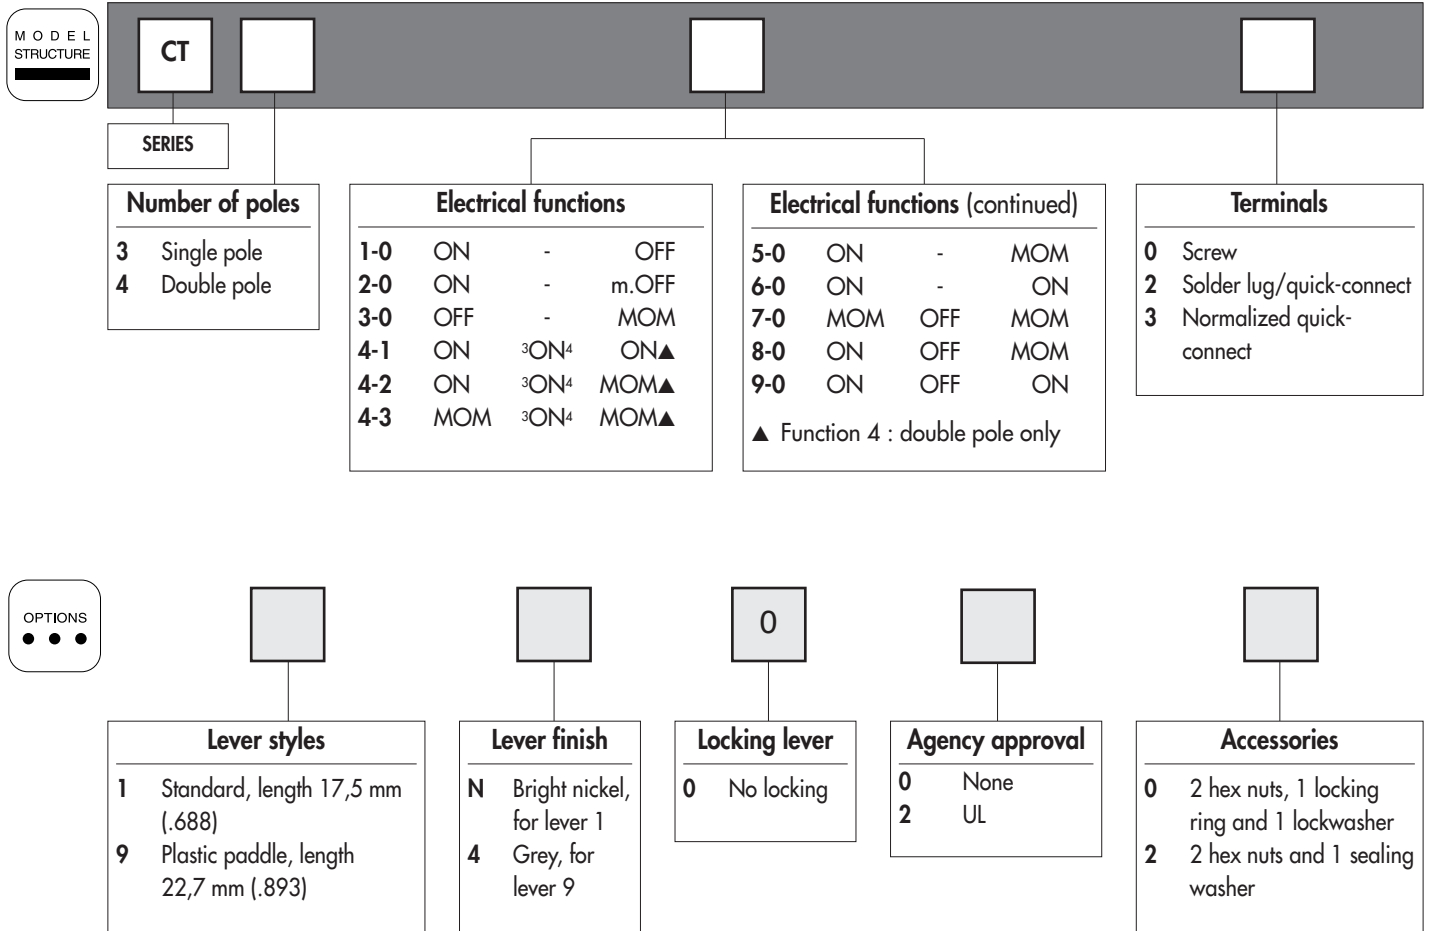 MODEL
STRUCTURE
CT
SERIES
Number of poles
3 Single pole
4 Double pole
Electrical functions
1-0 ON - OFF
2-0 ON - m.OFF
3-0 OFF - MOM
4-1 ON ³ON⁴ ON▲
4-2 ON ³ON⁴ MOM▲
4-3 MOM ³ON⁴ MOM▲
Electrical functions (continued)
5-0 ON - MOM
6-0 ON - ON
7-0 MOM OFF MOM
8-0 ON OFF MOM
9-0 ON OFF ON
▲ Function 4 : double pole only
Terminals
0 Screw
2 Solder lug/quick-connect
3 Normalized quick-
connect
OPTIONS
0
Lever styles
1 Standard, length 17,5 mm
(.688)
9 Plastic paddle, length
22,7 mm (.893)
Lever finish
N Bright nickel,
for lever 1
4 Grey, for
lever 9
Locking lever
0 No locking
Agency approval
0 None
2 UL
Accessories
0 2 hex nuts, 1 locking
ring and 1 lockwasher
2 2 hex nuts and 1 sealing
washer